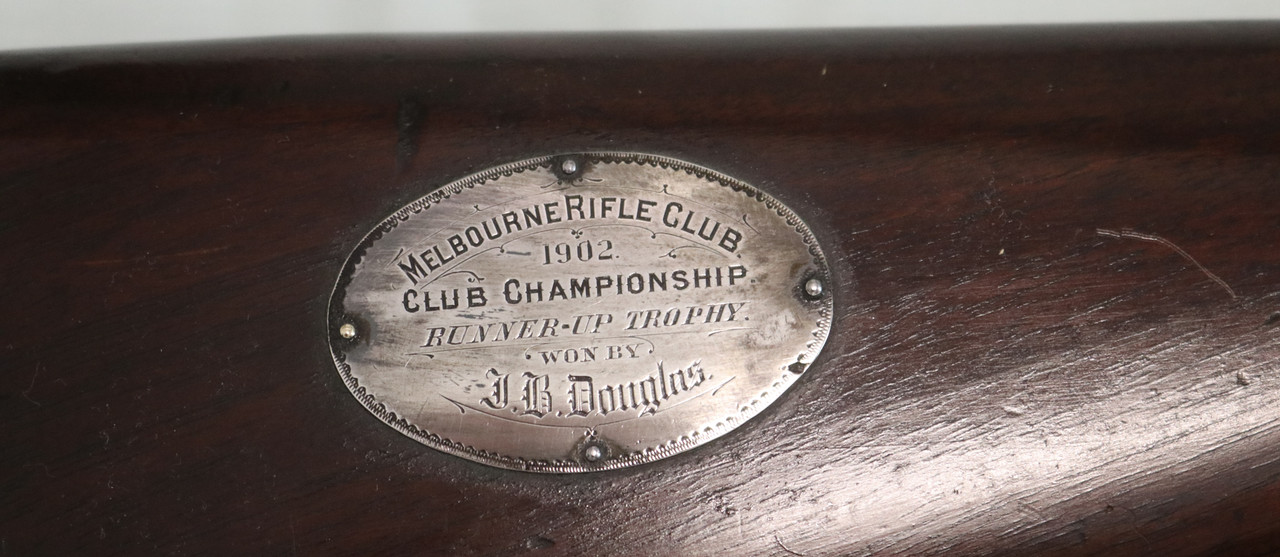 MELBOURNE RIFLE CLUB.
1902.
CLUB CHAMPIONSHIP
RUNNER-UP TROPHY.
WON BY
J.B. Douglas.